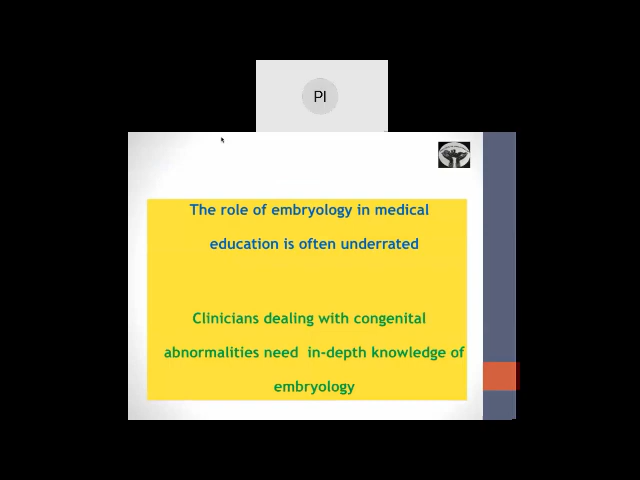 PI
The role of embryology in medical
education is often underrated
Clinicians dealing with congenital
abnormalities need in-depth knowledge of
embryology